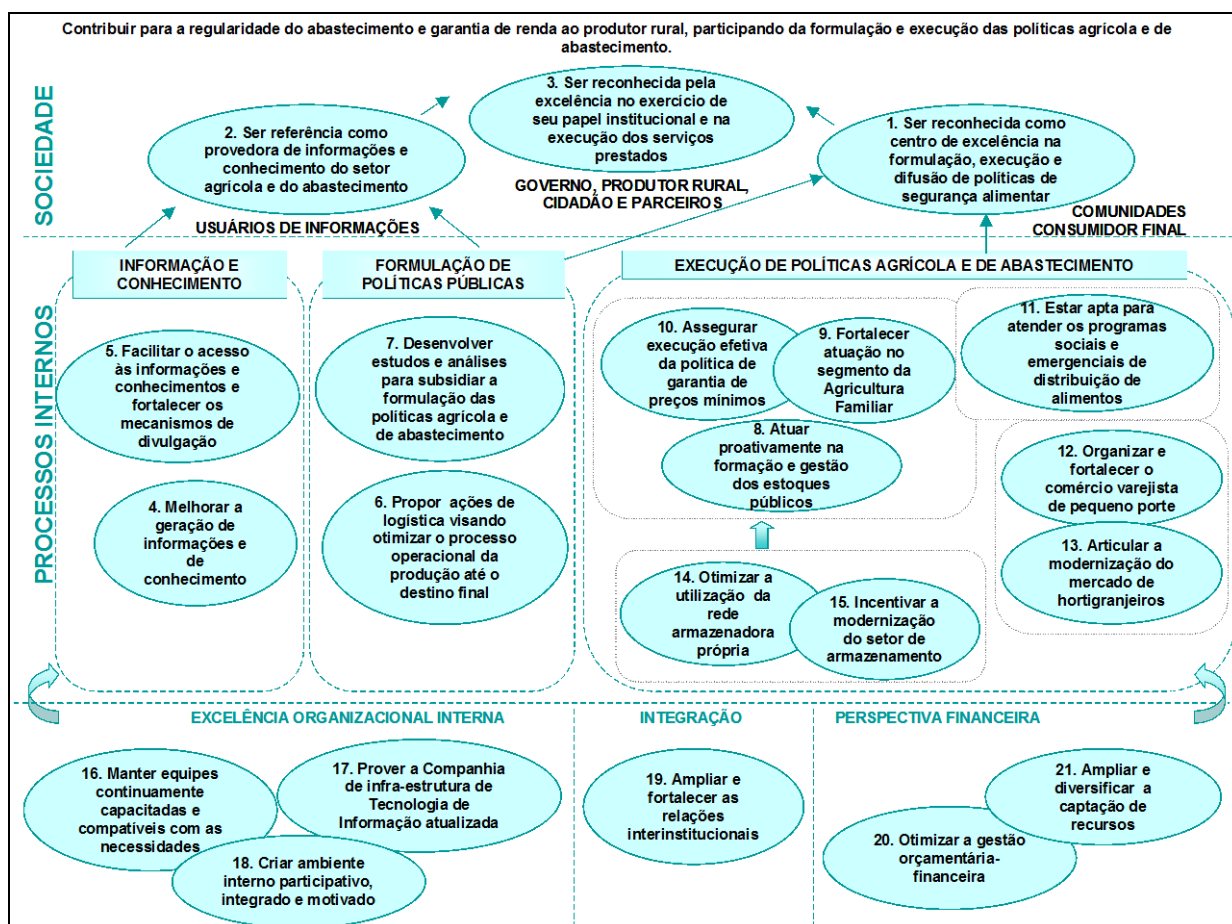 Contribuir para a regularidade do abastecimento e garantia de renda ao produtor rural, participando da formulação e execução das políticas agrícola e de
abastecimento.
SOCIEDADE
3. Ser reconhecida pela
excelência no exercício de
seu papel institucional e na
execução dos serviços
prestados
2. Ser referência como
provedora de informações e
conhecimento do setor
agrícola e do abastecimento
1. Ser reconhecida como
centro de excelência na
formulação, execução e
difusão de políticas de
segurança alimentar
GOVERNO, PRODUTOR RURAL,
CIDADÃO E PARCEIROS
USUÁRIOS DE INFORMAÇÕES
COMUNIDADES
CONSUMIDOR FINAL
PROCESSOS INTERNOS
INFORMAÇÃO E
CONHECIMENTO
5. Facilitar o acesso
às informações e
conhecimentos e
fortalecer os
mecanismos de
divulgação
4. Melhorar a
geração de
informações e
de
conhecimento
FORMULAÇÃO DE
POLÍTICAS PÚBLICAS
7. Desenvolver
estudos e análises
para subsidiar a
formulação das
políticas agrícola e
de abastecimento
6. Propor ações de
logística visando
otimizar o processo
operacional da
produção até o
destino final
EXECUÇÃO DE POLÍTICAS AGRÍCOLA E DE ABASTECIMENTO
10. Assegurar
execução efetiva
da política de
garantia de
preços mínimos
9. Fortalecer
atuação no
segmento da
Agricultura
Familiar
8. Atuar
proativamente na
formação e gestão
dos estoques
públicos
11. Estar apta para
atender os programas
sociais e
emergenciais de
distribuição de
alimentos
12. Organizar e
fortalecer o
comércio varejista
de pequeno porte
13. Articular a
modernização do
mercado de
hortigranjeiros
14. Otimizar a
utilização da
rede
armazenadora
própria
15. Incentivar a
modernização
do setor de
armazenamento
EXCELÊNCIA ORGANIZACIONAL INTERNA
16. Manter equipes
continuamente
capacitadas e
compatíveis com as
necessidades
17. Prover a Companhia
de infra-estrutura de
Tecnologia de
Informação atualizada
18. Criar ambiente
interno participativo,
integrado e motivado
INTEGRAÇÃO
19. Ampliar e
fortalecer as
relações
interinstitucionais
PERSPECTIVA FINANCEIRA
21. Ampliar e
diversificar a
captação de
recursos
20. Otimizar a gestão
orçamentária-
financeira